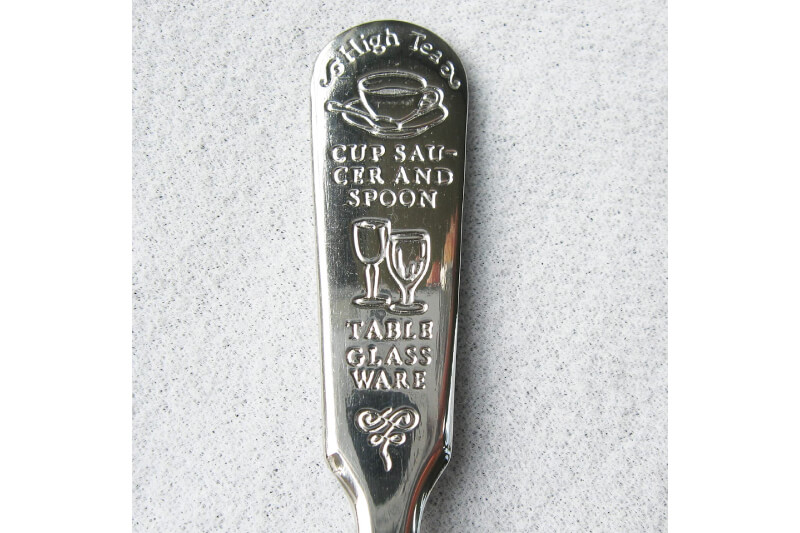 High Tea
CUP SAU-
CER AND
SPOON
TABLE
GLASS
WARE